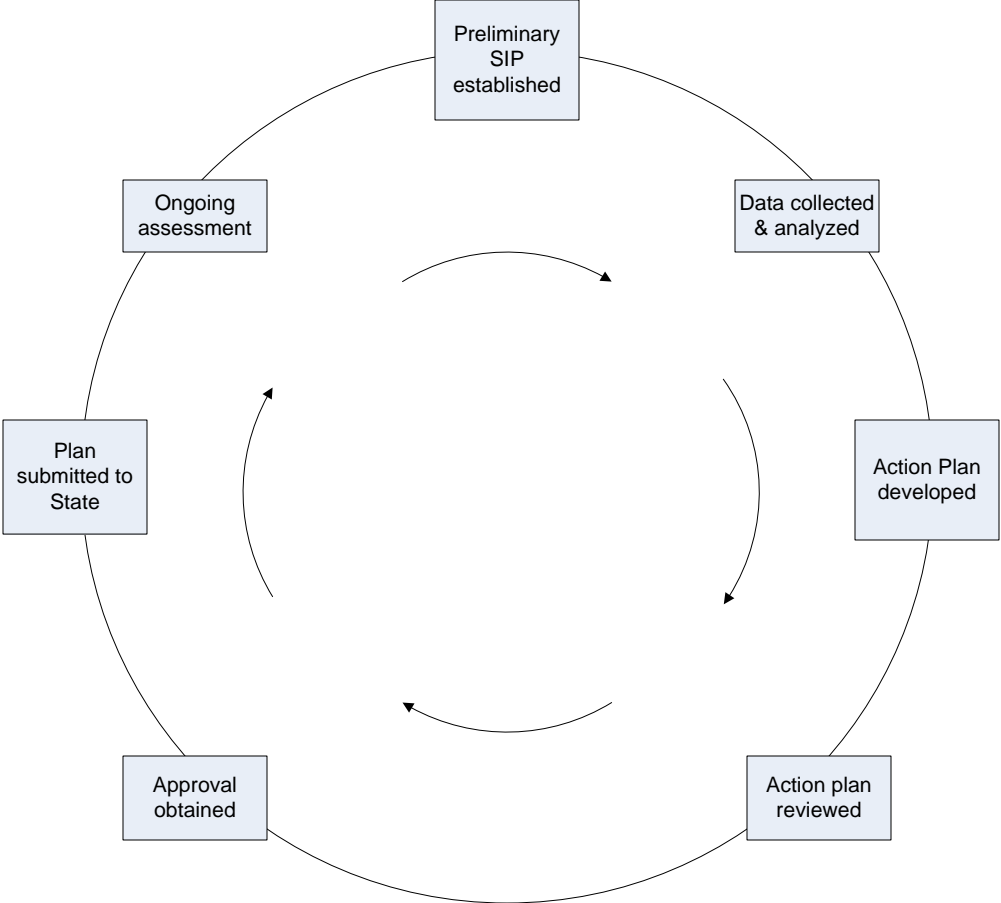 Preliminary
SIP
established
Data collected
& analyzed
Action Plan
developed
Action plan
reviewed
Approval
obtained
Plan
submitted to
State
Ongoing
assessment